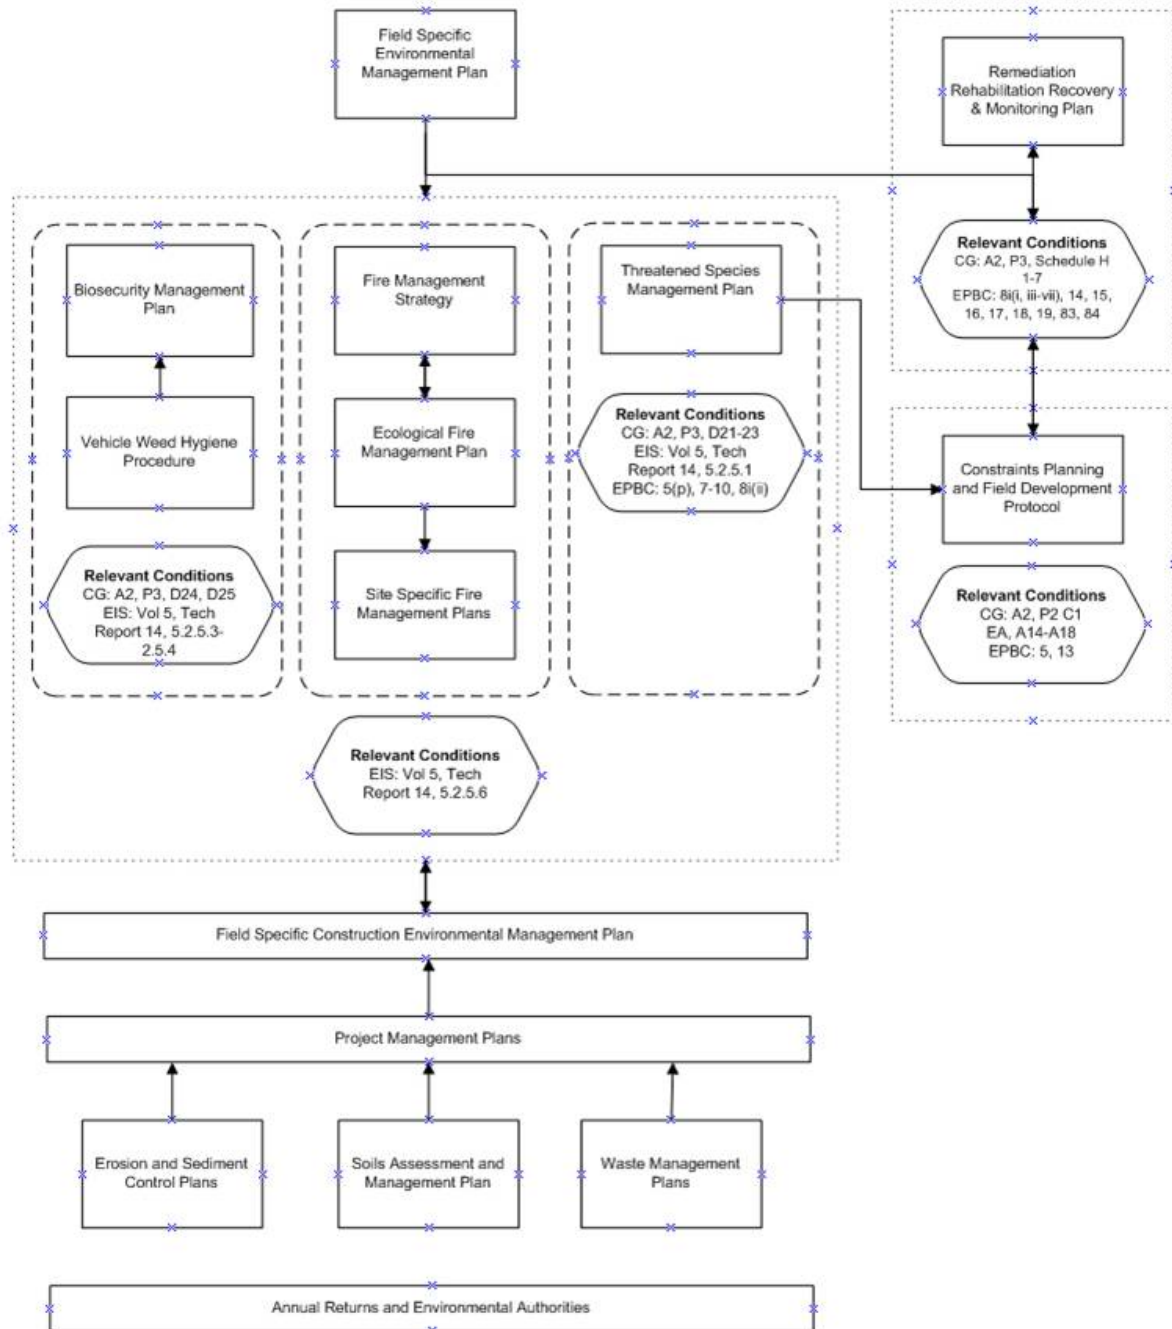 Field Specific
Environmental
Management Plan
Remediation
Rehabilitation Recovery
& Monitoring Plan
Relevant Conditions
CG: A2, P3, Schedule H
1-7
EPBC: 8i(i, iii-vii), 14, 15,
16, 17, 18, 19, 83, 84
Biosecurity Management
Plan
Vehicle Weed Hygiene
Procedure
Relevant Conditions
CG: A2, P3, D24, D25
EIS: Vol 5, Tech
Report 14, 5.2.5.3-
2.5.4
Fire Management
Strategy
Ecological Fire
Management Plan
Site Specific Fire
Management Plans
Threatened Species
Management Plan
Relevant Conditions
CG: A2, P3, D21-23
EIS: Vol 5, Tech
Report 14, 5.2.5.1
EPBC: 5(p), 7-10, 8i(ii)
Constraints Planning
and Field Development
Protocol
Relevant Conditions
CG: A2, P2 C1
EA, A14-A18
EPBC: 5, 13
Relevant Conditions
EIS: Vol 5, Tech
Report 14, 5.2.5.6
Field Specific Construction Environmental Management Plan
Project Management Plans
Erosion and Sediment
Control Plans
Soils Assessment and
Management Plan
Waste Management
Plans
Annual Returns and Environmental Authorities